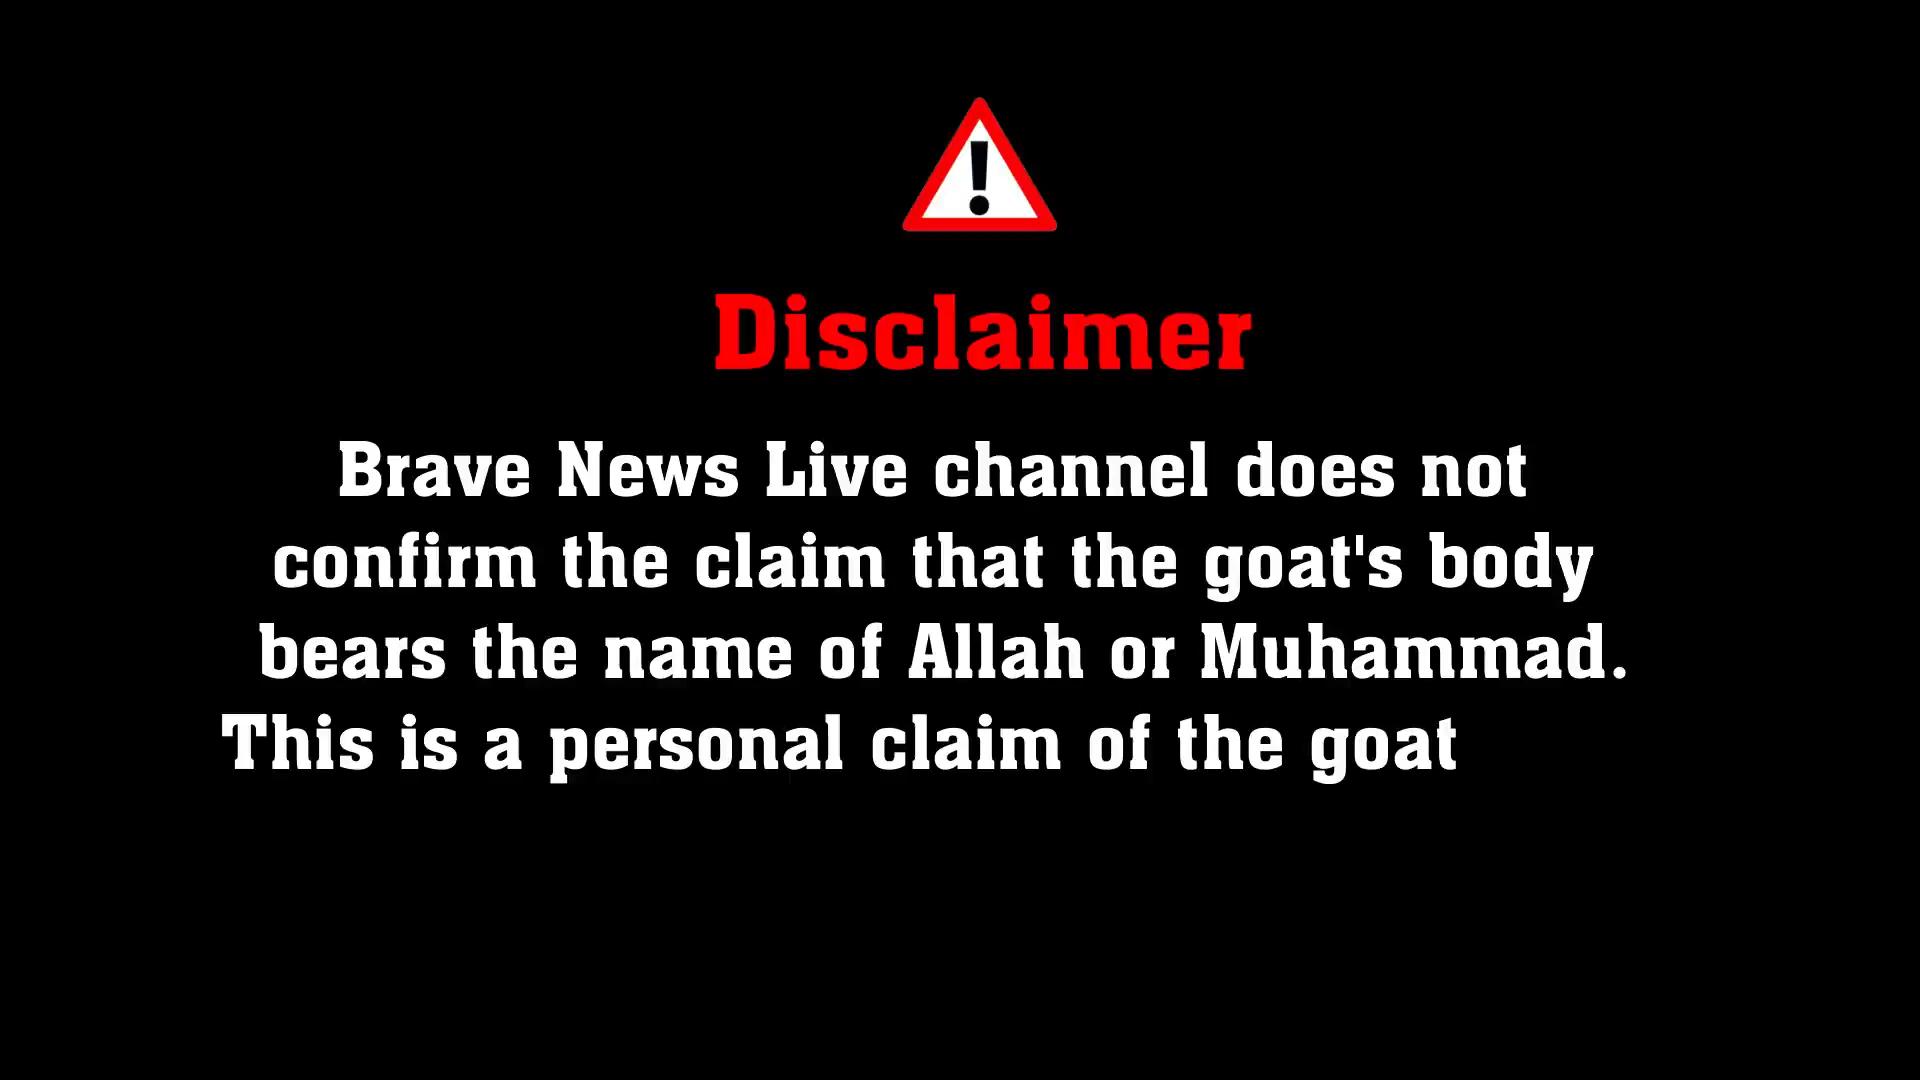 Disclaimer
Brave News Live channel does not
confirm the claim that the goat's body
bears the name of Allah or Muhammad.
This is a personal claim of the goat